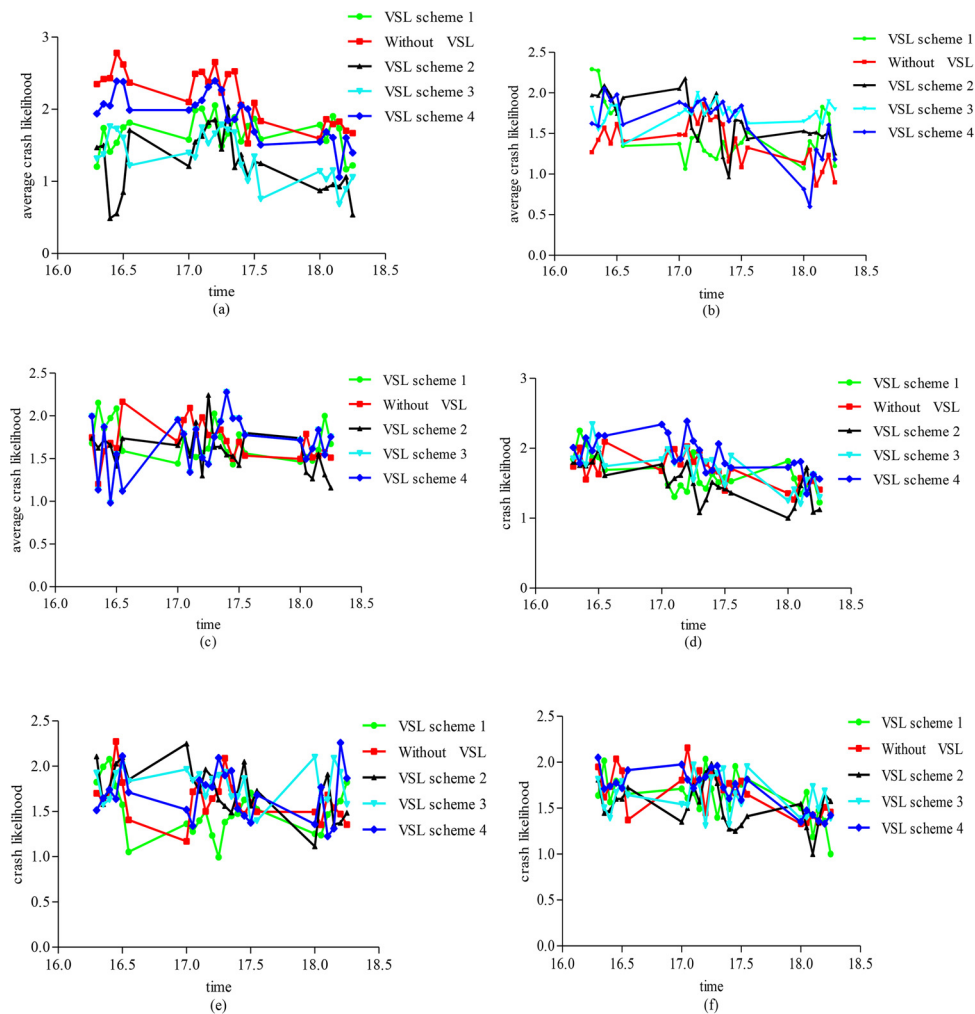 VSL scheme 1
Without VSL
VSL scheme 2
VSL scheme 3
VSL scheme 4
average crash likelihood
3
2
1
0
16.0 16.5 17.0 17.5 18.0 18.5
time
(a)
VSL scheme 1
Without VSL
VSL scheme 2
VSL scheme 3
VSL scheme 4
average crash likelihood
2.5
2.0
1.5
1.0
0.5
0.0
16.0 16.5 17.0 17.5 18.0 18.5
time
(b)
VSL scheme 1
Without VSL
VSL scheme 2
VSL scheme 3
VSL scheme 4
average crash likelihood
2.5
2.0
1.5
1.0
0.5
0.0
16.0 16.5 17.0 17.5 18.0 18.5
time
(c)
VSL scheme 1
Without VSL
VSL scheme 2
VSL scheme 3
VSL scheme 4
crash likelihood
3
2
1
0
16.0 16.5 17.0 17.5 18.0 18.5
time
(d)
VSL scheme 1
Without VSL
VSL scheme 2
VSL scheme 3
VSL scheme 4
crash likelihood
2.5
2.0
1.5
1.0
0.5
0.0
16.0 16.5 17.0 17.5 18.0 18.5
time
(e)
VSL scheme 1
Without VSL
VSL scheme 2
VSL scheme 3
VSL scheme 4
crash likelihood
2.5
2.0
1.5
1.0
0.5
0.0
16.0 16.5 17.0 17.5 18.0 18.5
time
(f)